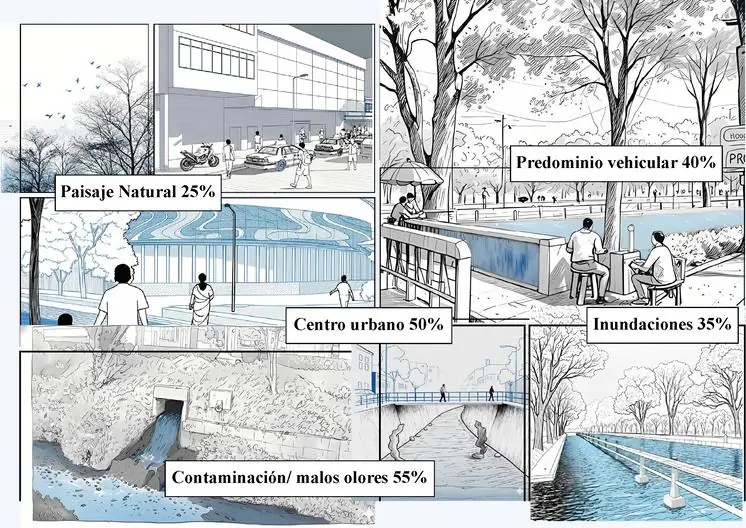 Paisaje Natural 25%
Predominio vehicular 40%
Centro urbano 50%
Inundaciones 35%
Contaminación/ malos olores 55%